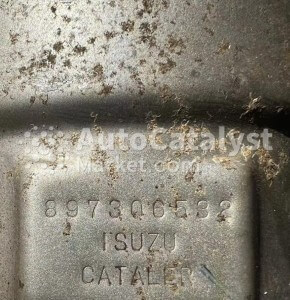 AutoCatalyst
Market.com
897306532
ISUZU
CATALER